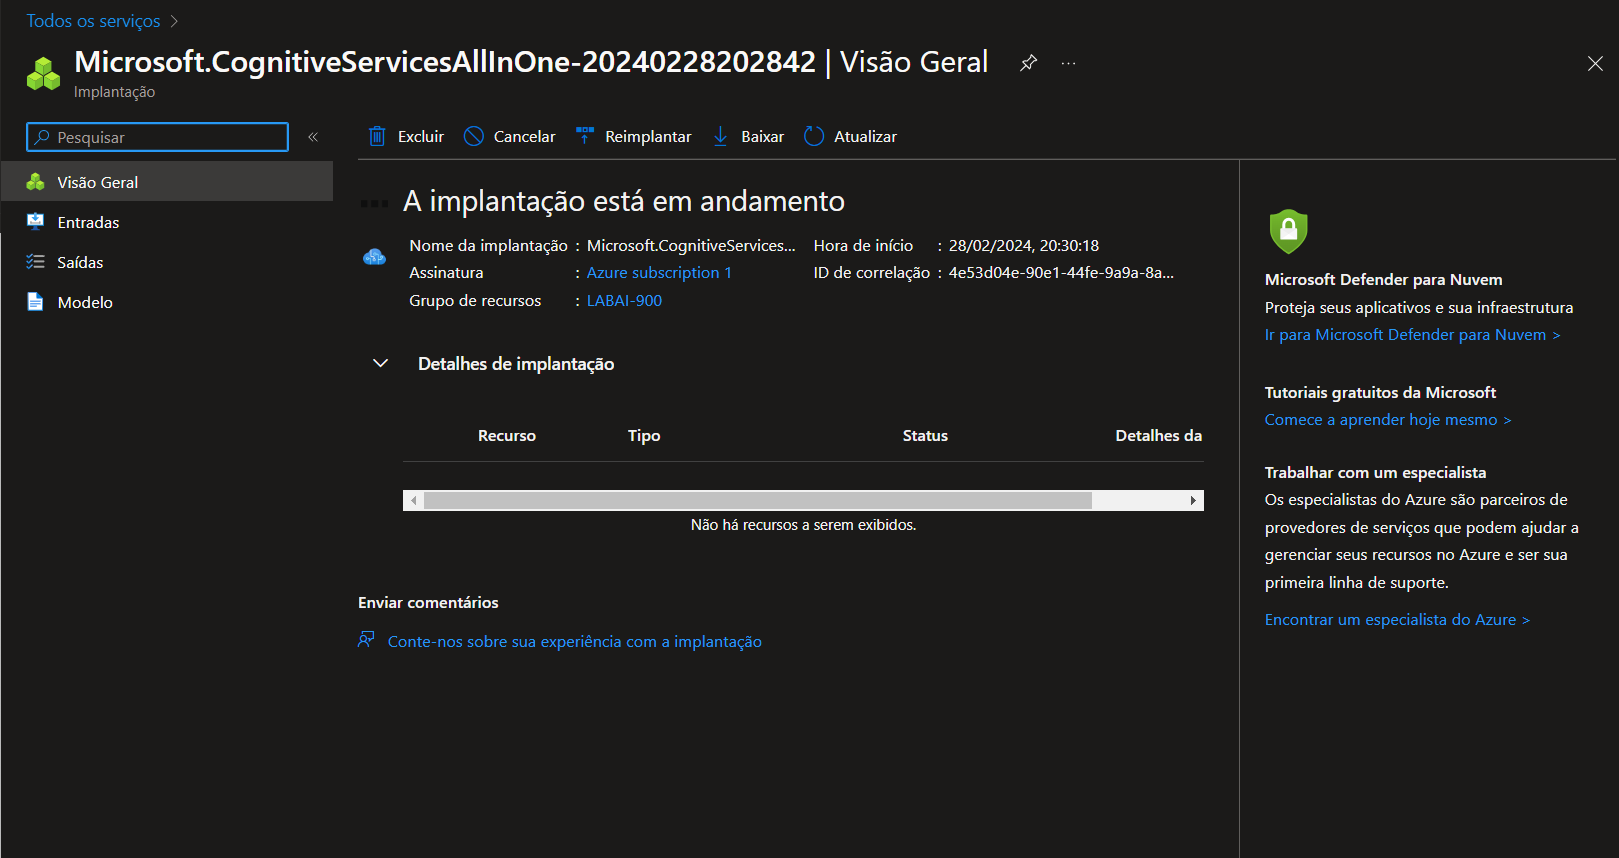 Todos os serviços >
Microsoft.CognitiveServicesAllInOne-20240228202842 | Visão Geral
Implantação
Pesquisar
Visão Geral
Entradas
Saídas
Modelo
Excluir Cancelar Reimplantar Baixar Atualizar
A implantação está em andamento
Nome da implantação : Microsoft.CognitiveServices...
Assinatura : Azure subscription 1
Grupo de recursos : LABAI-900
Hora de início : 28/02/2024, 20:30:18
ID de correlação : 4e53d04e-90e1-44fe-9a9a-8a...
Detalhes de implantação
Recurso Tipo Status Detalhes da
Não há recursos a serem exibidos.
Enviar comentários
Conte-nos sobre sua experiência com a implantação
Microsoft Defender para Nuvem
Proteja seus aplicativos e sua infraestrutura
Ir para Microsoft Defender para Nuvem >
Tutoriais gratuitos da Microsoft
Comece a aprender hoje mesmo >
Trabalhar com um especialista
Os especialistas do Azure são parceiros de
provedores de serviços que podem ajudar a
gerenciar seus recursos no Azure e ser sua
primeira linha de suporte.
Encontrar um especialista do Azure >